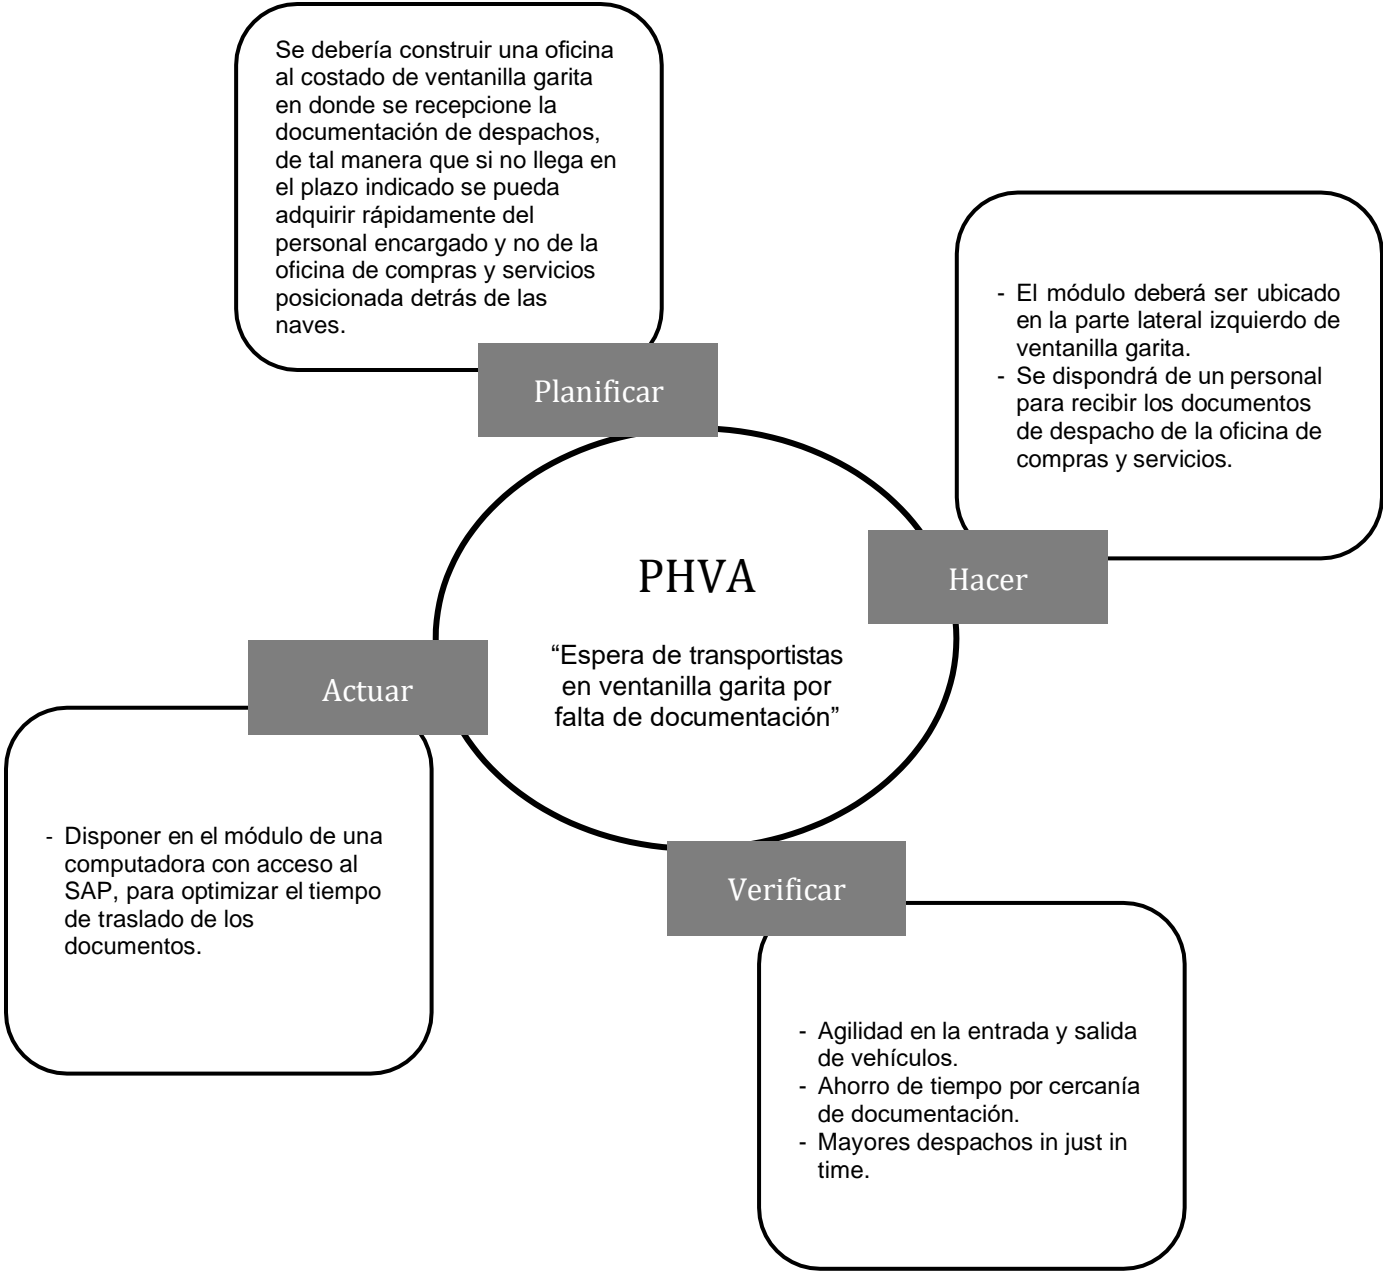 Se debería construir una oficina
al costado de ventanilla garita
en donde se recepcione la
documentación de despachos,
de tal manera que si no llega en
el plazo indicado se pueda
adquirir rápidamente del
personal encargado y no de la
oficina de compras y servicios
posicionada detrás de las
naves.
Planificar
- El módulo deberá ser ubicado
en la parte lateral izquierdo de
ventanilla garita.
- Se dispondrá de un personal
para recibir los documentos
de despacho de la oficina de
compras y servicios.
Hacer
PHVA
“Espera de transportistas
en ventanilla garita por
falta de documentación”
Actuar
- Disponer en el módulo de una
computadora con acceso al
SAP, para optimizar el tiempo
de traslado de los
documentos.
Verificar
- Agilidad en la entrada y salida
de vehículos.
- Ahorro de tiempo por cercanía
de documentación.
- Mayores despachos in just in
time.